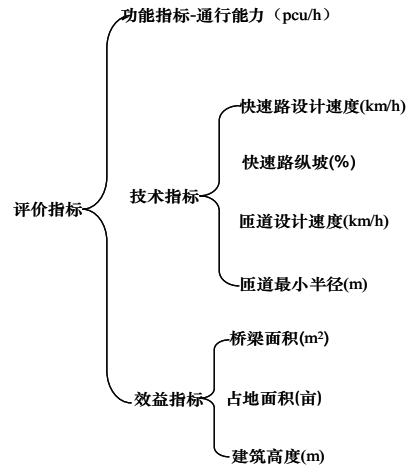 功能指标-通行能力（pcu/h）
快速路设计速度(km/h)
快速路纵坡(%)
技术指标
评价指标
匝道设计速度(km/h)
匝道最小半径(m)
桥梁面积(m²)
效益指标
占地面积(亩)
建筑高度(m)